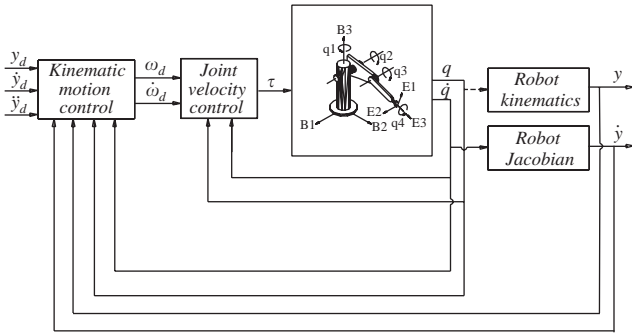 y_d
ẏ_d
ÿ_d
Kinematic
motion
control
ω_d
ω̇_d
Joint
velocity
control
τ
B3
q1
q2
q3
E1
E2
q4
E3
B1
B2
q
q̇
Robot
kinematics
y
Robot
Jacobian
ẏ